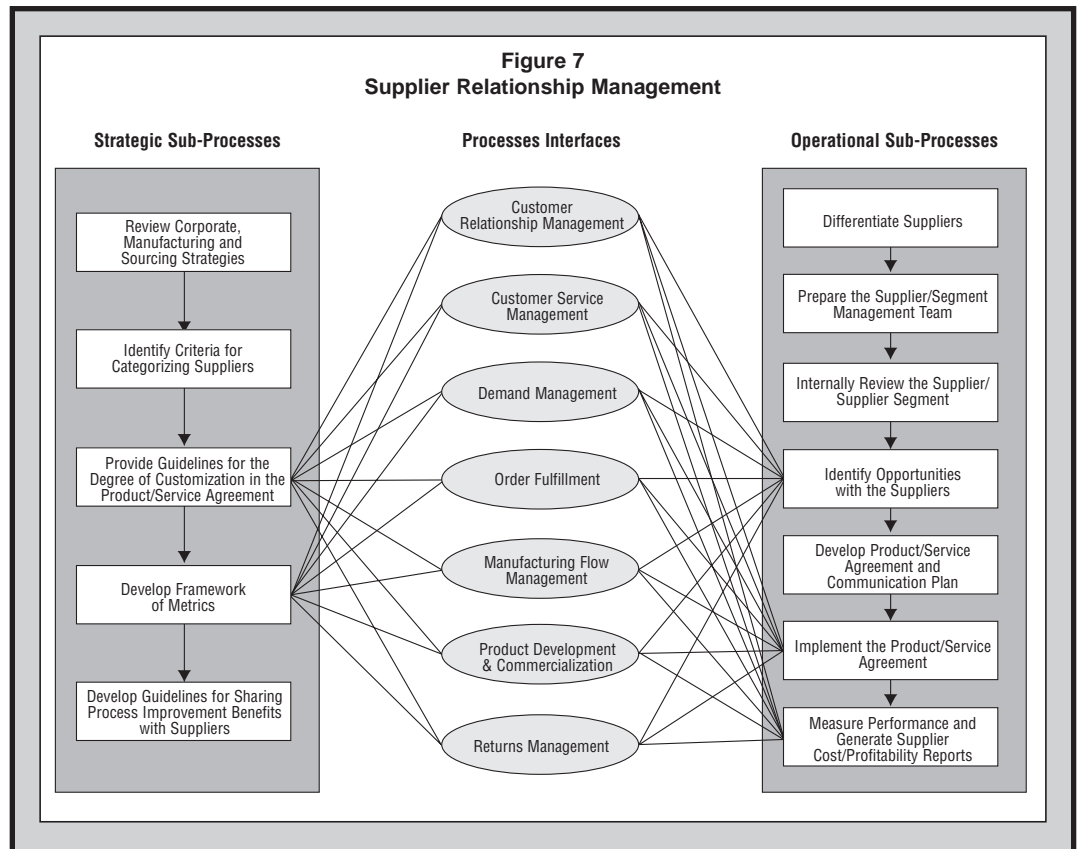 Figure 7
Supplier Relationship Management
Strategic Sub-Processes
Review Corporate,
Manufacturing and
Sourcing Strategies
Identify Criteria for
Categorizing Suppliers
Provide Guidelines for the
Degree of Customization in the
Product/Service Agreement
Develop Framework
of Metrics
Develop Guidelines for Sharing
Process Improvement Benefits
with Suppliers
Processes Interfaces
Customer
Relationship Management
Customer Service
Management
Demand Management
Order Fulfillment
Manufacturing Flow
Management
Product Development
& Commercialization
Returns Management
Operational Sub-Processes
Differentiate Suppliers
Prepare the Supplier/Segment
Management Team
Internally Review the Supplier/
Supplier Segment
Identify Opportunities
with the Suppliers
Develop Product/Service
Agreement and
Communication Plan
Implement the Product/Service
Agreement
Measure Performance and
Generate Supplier
Cost/Profitability Reports